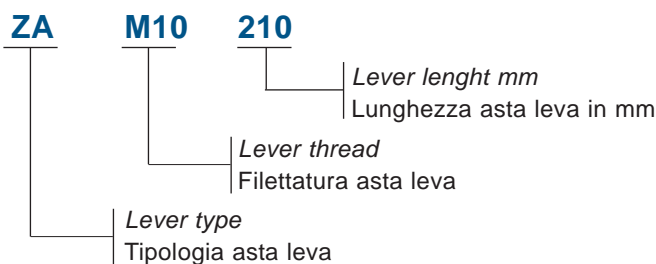 ZA M10 210
Lever lenght mm
Lunghezza asta leva in mm
Lever thread
Filettatura asta leva
Lever type
Tipologia asta leva